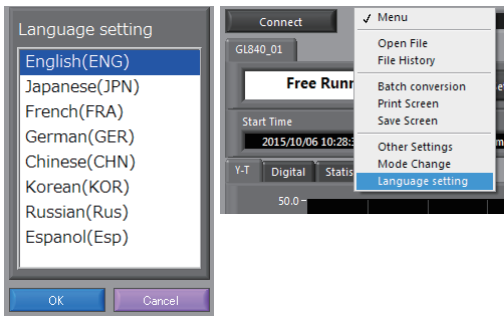 Language setting
English(ENG)
Japanese(JPN)
French(FRA)
German(GER)
Chinese(CHN)
Korean(KOR)
Russian(Rus)
Espanol(Esp)
OK Cancel
Connect
GL840_01
Free Runn
Start Time
2015/10/06 10:28:3
Y-T Digital Statis
50.0
Menu
Open File
File History
Batch conversion
Print Screen
Save Screen
Other Settings
Mode Change
Language setting